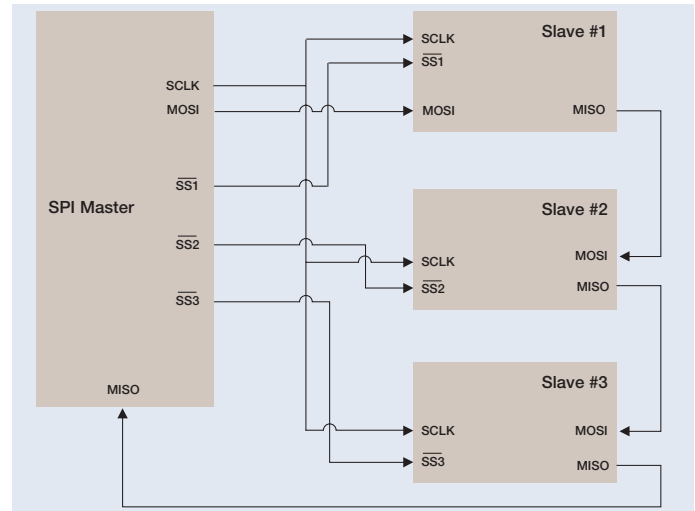 SPI Master
SCLK
MOSI
SS1
SS2
SS3
MISO
Slave #1
SCLK
SS1
MOSI
MISO
Slave #2
SCLK
SS2
MOSI
MISO
Slave #3
SCLK
SS3
MOSI
MISO